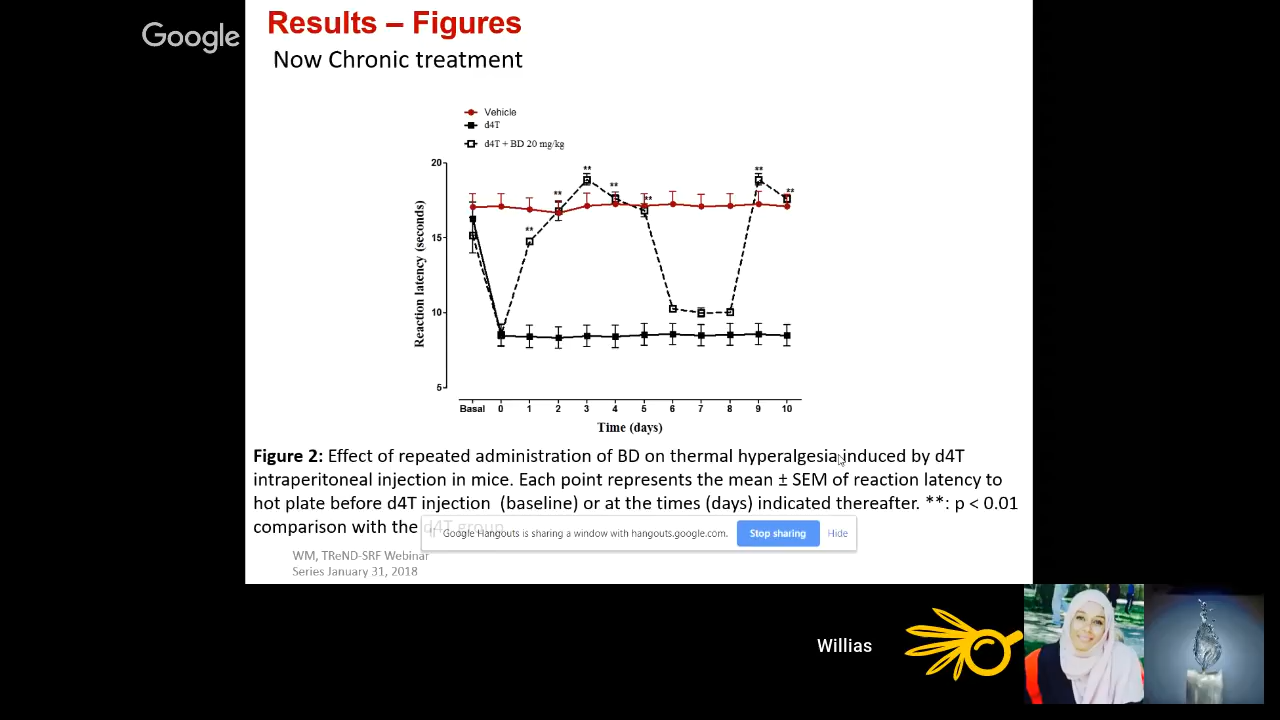 Google
Results – Figures
Now Chronic treatment
Vehicle
d4T
d4T + BD 20 mg/kg
Reaction latency (seconds)
20
15
10
5
**
**
**
**
**
**
**
Basal 0 1 2 3 4 5 6 7 8 9 10
Time (days)
Figure 2: Effect of repeated administration of BD on thermal hyperalgesia induced by d4T
intraperitoneal injection in mice. Each point represents the mean ± SEM of reaction latency to
hot plate before d4T injection (baseline) or at the times (days) indicated thereafter. **: p < 0.01
comparison with the d4T group
Google Hangouts is sharing a window with hangouts.google.com. Stop sharing Hide
WM, TReND-SRF Webinar
Series January 31, 2018
Willias